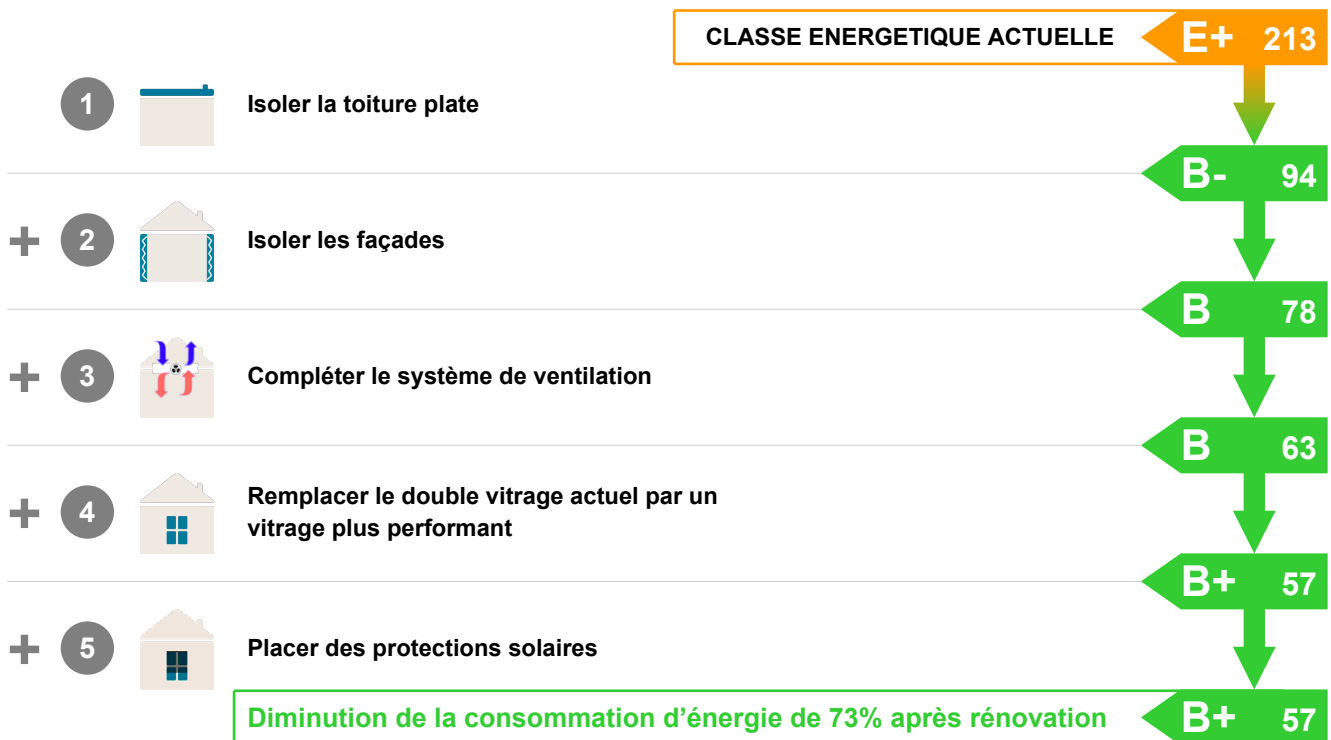 CLASSE ENERGETIQUE ACTUELLE E+ 213
1 Isoler la toiture plate
B- 94
+ 2 Isoler les façades
B 78
+ 3 Compléter le système de ventilation
B 63
+ 4 Remplacer le double vitrage actuel par un
vitrage plus performant
B+ 57
+ 5 Placer des protections solaires
Diminution de la consommation d’énergie de 73% après rénovation B+ 57